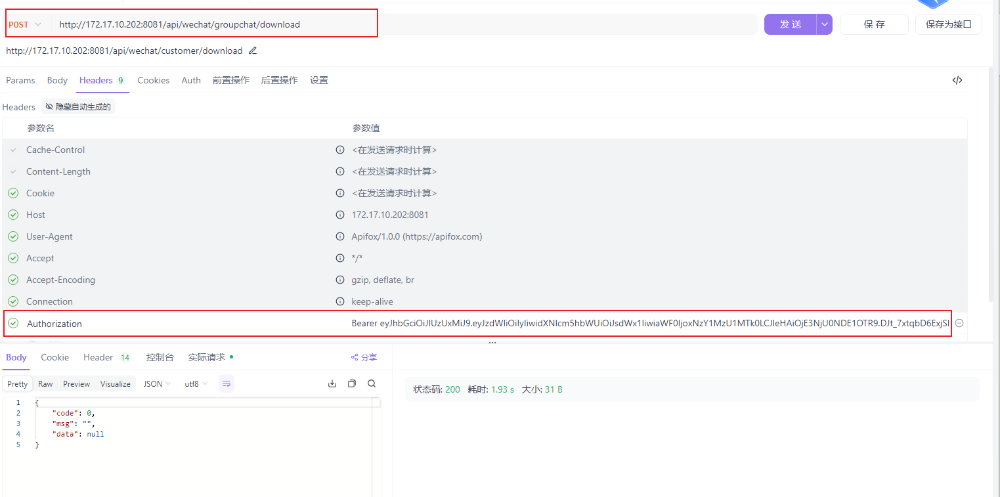 POST http://172.17.10.202:8081/api/wechat/groupchat/download 发 送 保 存 保存为接口
http://172.17.10.202:8081/api/wechat/customer/download
Params Body Headers 9 Cookies Auth 前置操作 后置操作 设置 </>
Headers 隐藏自动生成的
参数名 参数值
Cache-Control <在发送请求时计算>
Content-Length <在发送请求时计算>
Cookie <在发送请求时计算>
Host 172.17.10.202:8081
User-Agent Apifox/1.0.0 (https://apifox.com)
Accept */*
Accept-Encoding gzip, deflate, br
Connection keep-alive
Authorization Bearer
Body Cookie Header 14 控制台 实际请求 分享
Pretty Raw Preview Visualize JSON utf8
状态码: 200 耗时: 1.93 s 大小: 31 B
1 {
2 "code": 0,
3 "msg": "",
4 "data": null
5 }